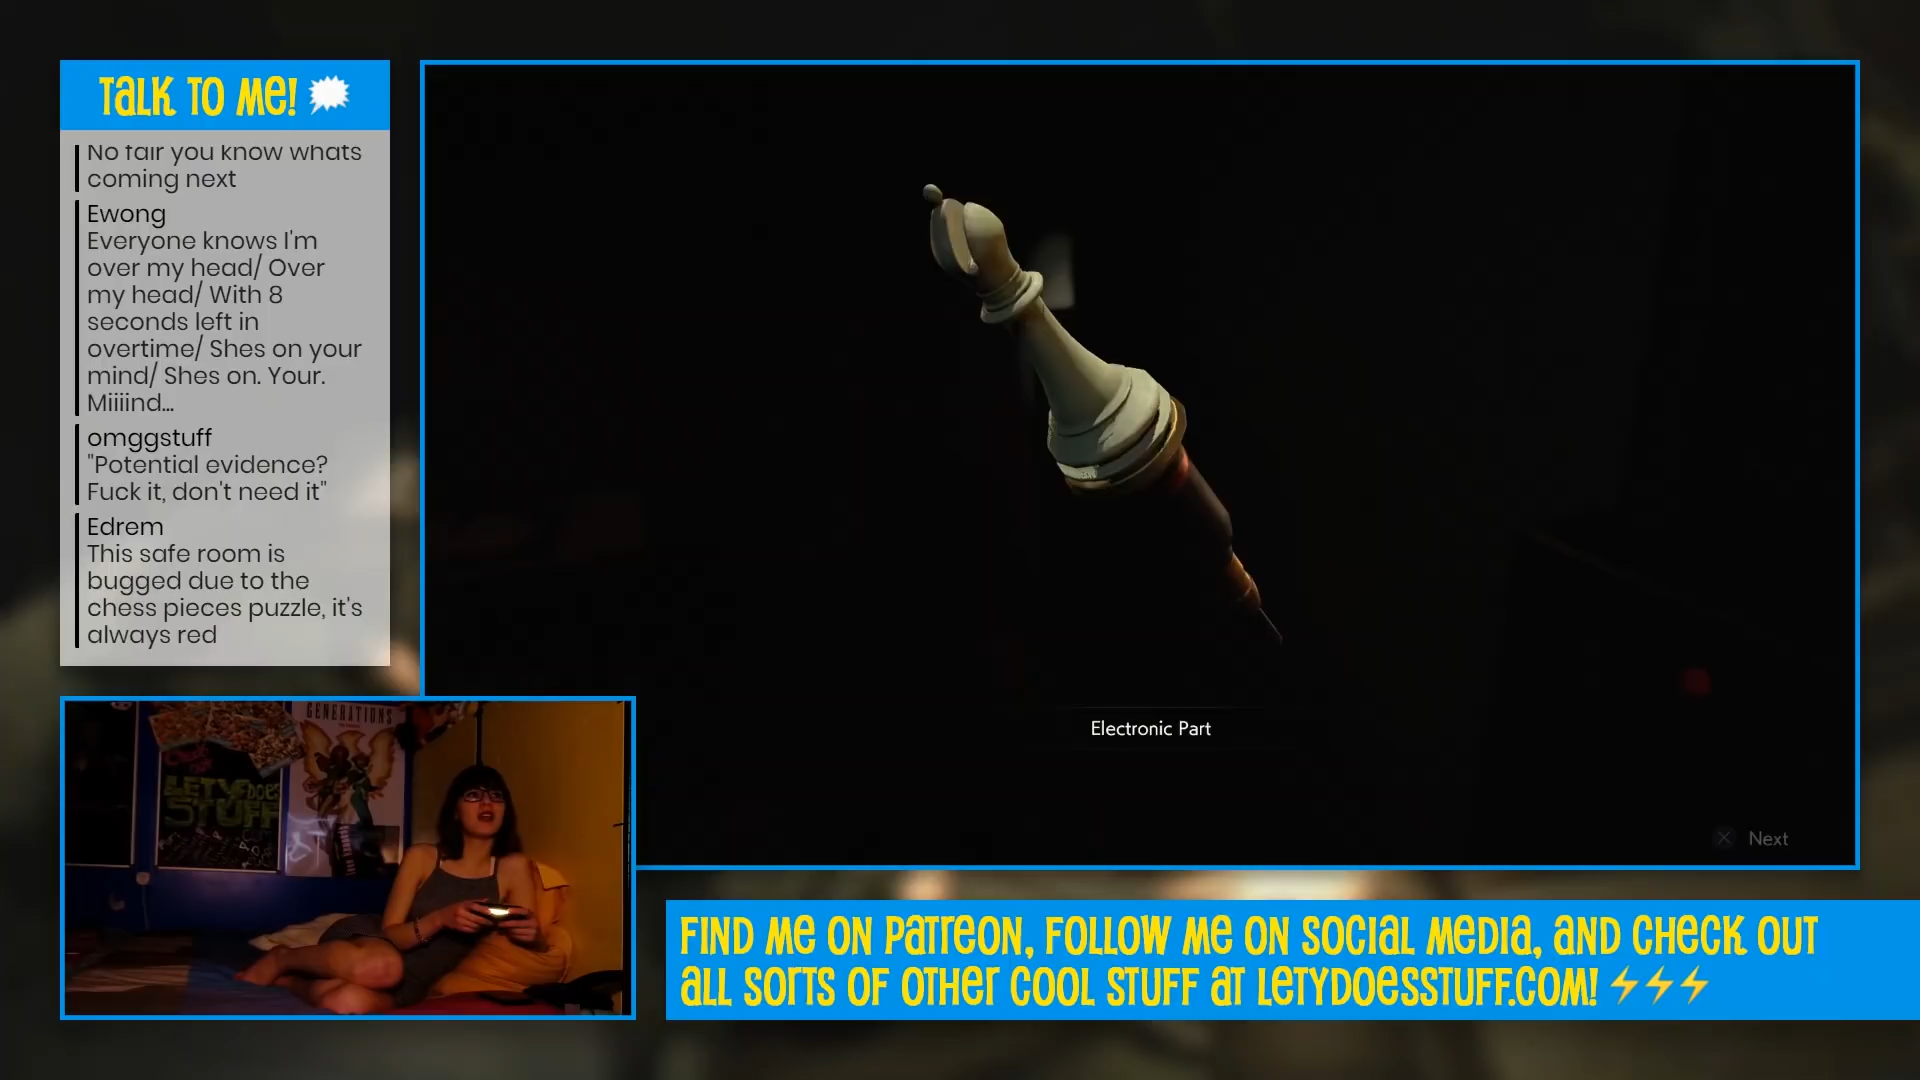 TALK TO ME!
No fair you know whats
coming next
Ewong
Everyone knows I'm
over my head/ Over
my head/ With 8
seconds left in
overtime/ Shes on your
mind/ Shes on. Your.
Miiiind...
omggstuff
"Potential evidence?
Fuck it, don't need it"
Edrem
This safe room is
bugged due to the
chess pieces puzzle, it's
always red
Electronic Part
Next
GENERATIONS
LETY DOES
STUFF
FIND ME ON PATREON, FOLLOW ME ON SOCIAL MEDIA, AND CHECK OUT
ALL SORTS OF OTHER COOL STUFF AT LETYDOESSTUFF.COM! ⚡⚡⚡